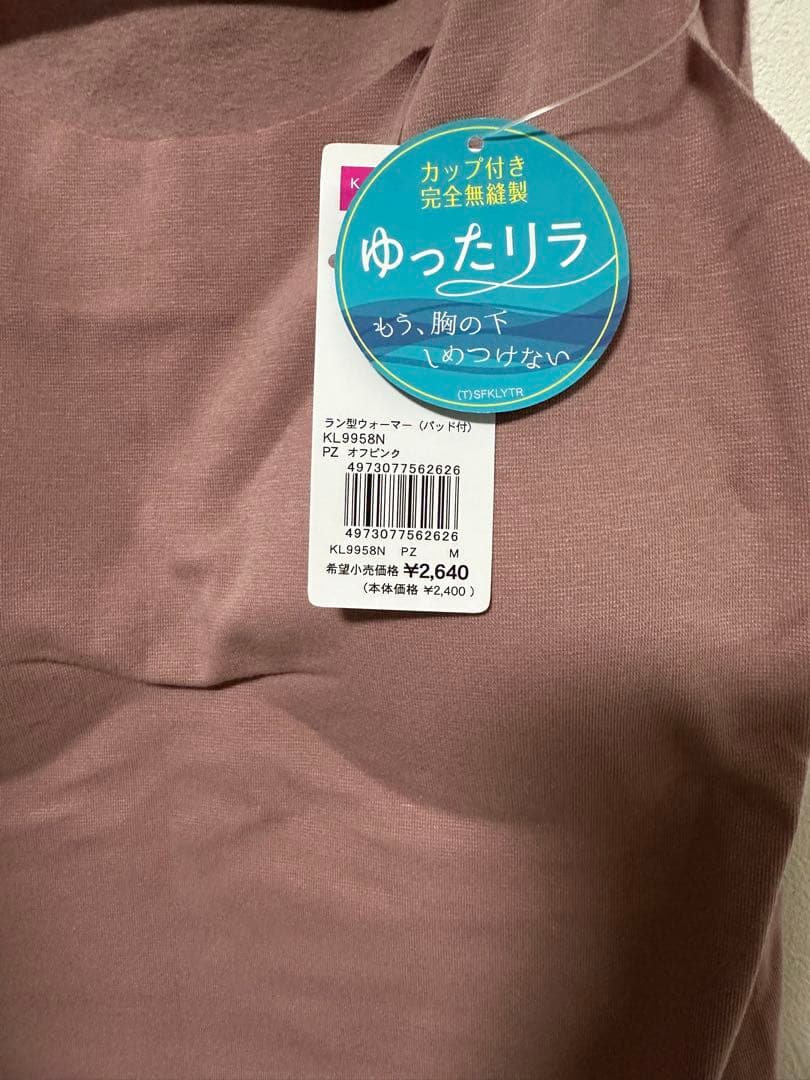 K
カップ付き
完全無縫製
ゆったリラ
もう、胸の下
しめつけない
(T)SFKLYTR
ラン型ウォーマー（パッド付）
KL9958N
PZ オフピンク
4973077562626
4973077562626
KL9958N PZ M
希望小売価格 ¥2,640
（本体価格 ¥2,400 ）